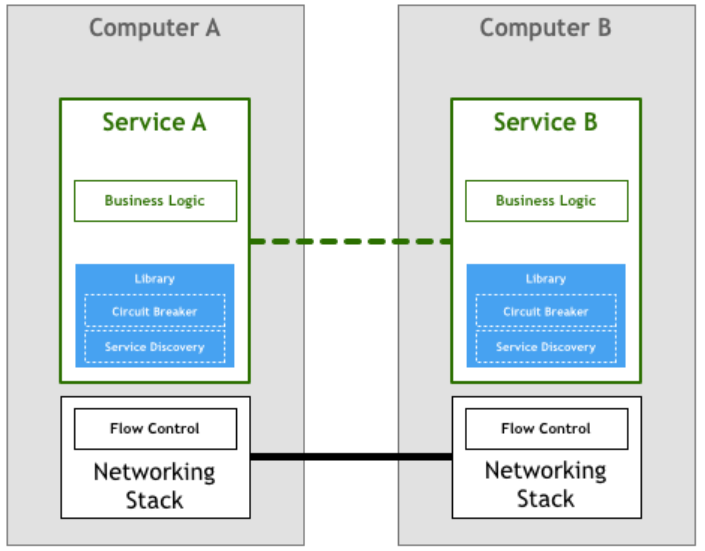 Computer A
Service A
Business Logic
Library
Circuit Breaker
Service Discovery
Flow Control
Networking
Stack
Computer B
Service B
Business Logic
Library
Circuit Breaker
Service Discovery
Flow Control
Networking
Stack